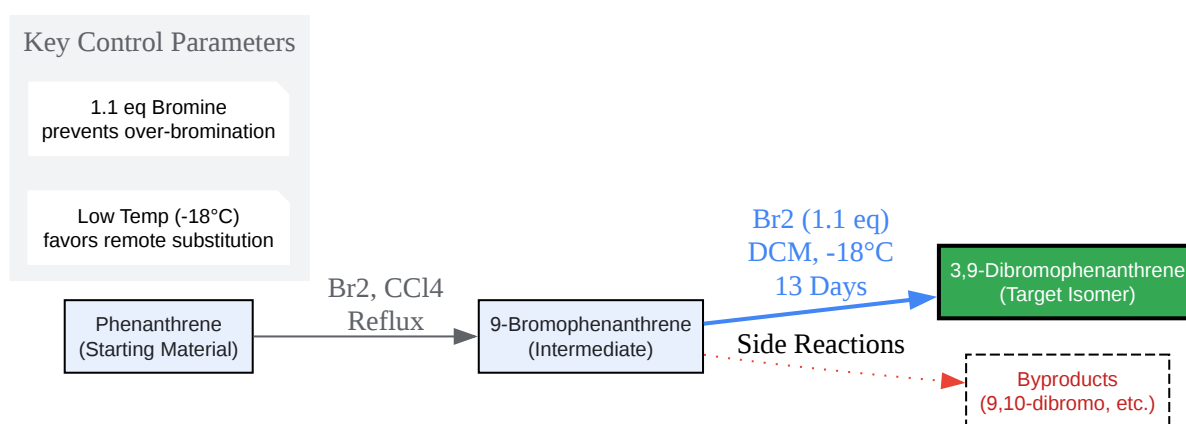 Key Control Parameters
1.1 eq Bromine
prevents over-bromination
Low Temp (-18°C)
favors remote substitution
Phenanthrene
(Starting Material)
Br2, CCl4
Reflux
9-Bromophenanthrene
(Intermediate)
Br2 (1.1 eq)
DCM, -18°C
13 Days
3,9-Dibromophenanthrene
(Target Isomer)
Side Reactions
Byproducts
(9,10-dibromo, etc.)